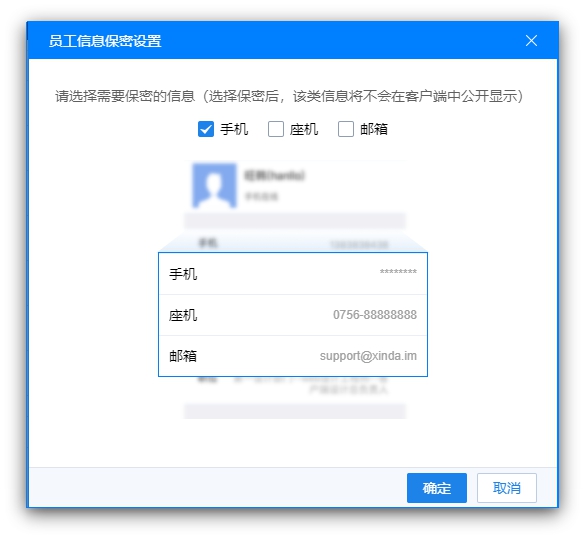 员工信息保密设置
请选择需要保密的信息（选择保密后，该类信息将不会在客户端中公开显示）
手机 座机 邮箱
手机 ********
座机 0756-88888888
邮箱 support@xinda.im
确定 取消